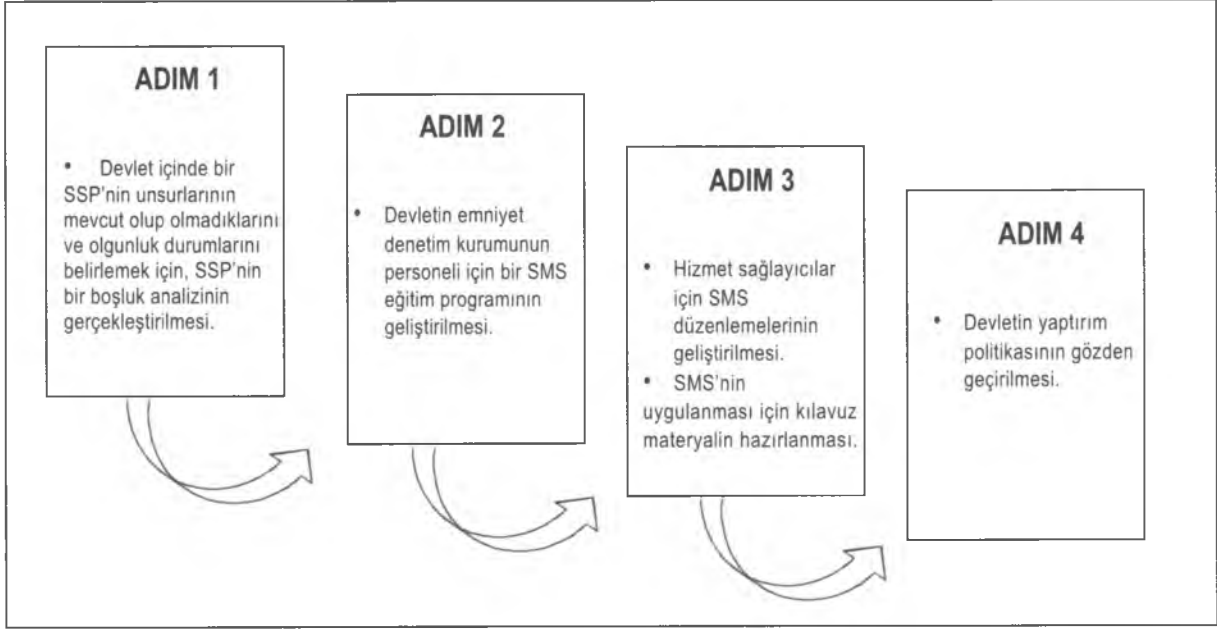 ADIM 1
• Devlet içinde bir
SSP'nin unsurlarının
mevcut olup olmadıklarını
ve olgunluk durumlarını
belirlemek için, SSP'nin
bir boşluk analizinin
gerçekleştirilmesi.
ADIM 2
• Devletin emniyet
denetim kurumunun
personeli için bir SMS
eğitim programının
geliştirilmesi.
ADIM 3
• Hizmet sağlayıcılar
için SMS
düzenlemelerinin
geliştirilmesi.
• SMS'nin
uygulanması için kılavuz
materyalin hazırlanması.
ADIM 4
• Devletin yaptırım
politikasının gözden
geçirilmesi.